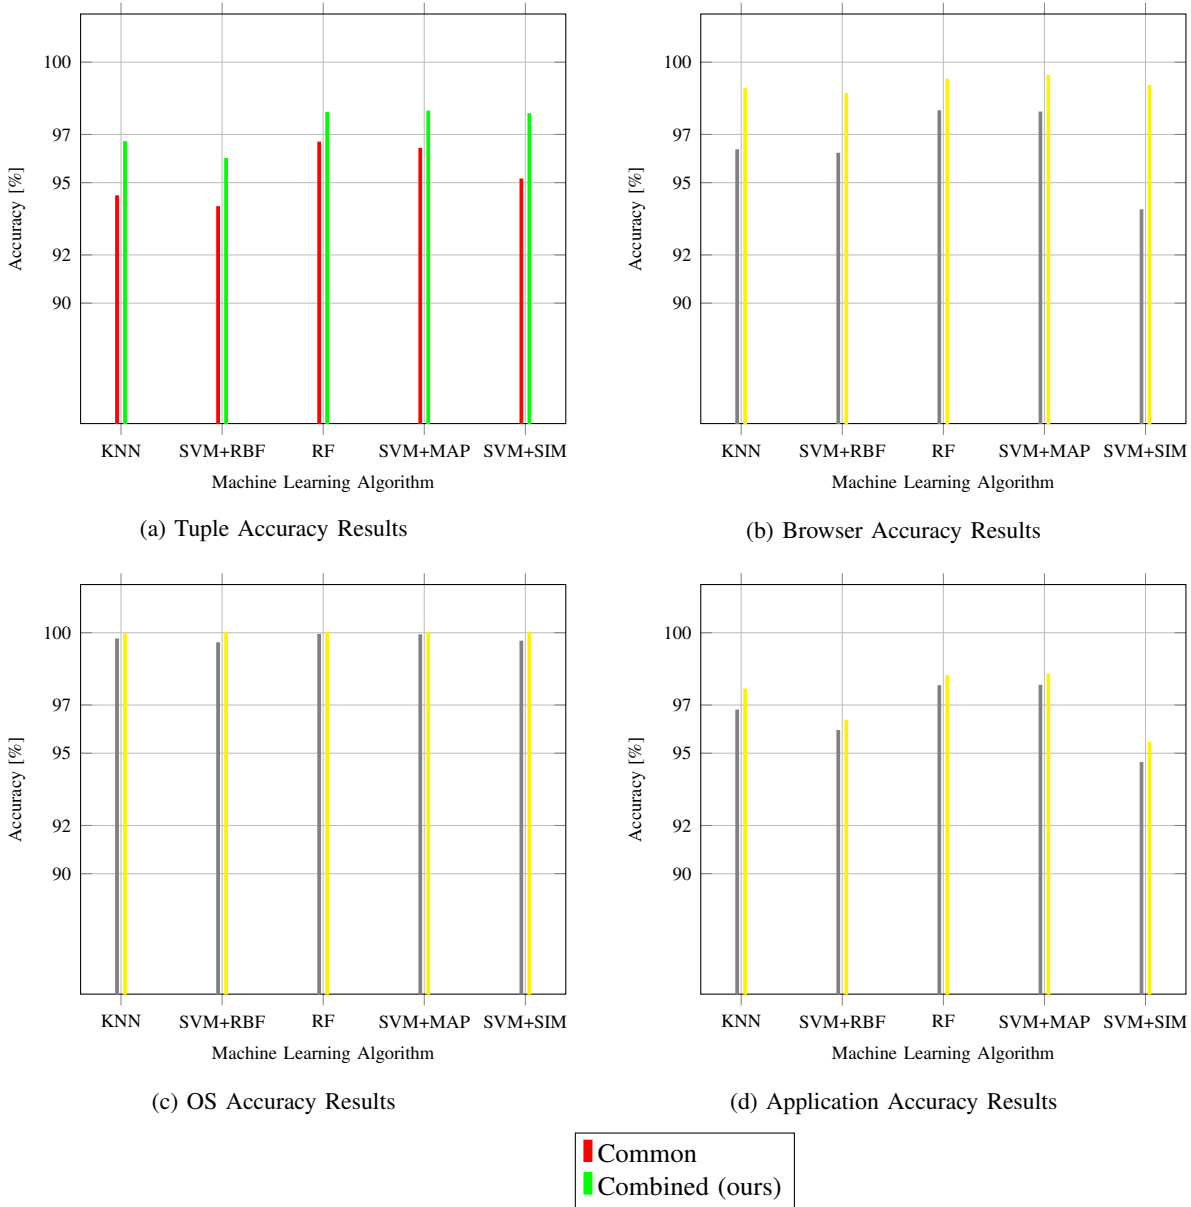 100
97
95
92
90
Accuracy [%]
KNN SVM+RBF RF SVM+MAP SVM+SIM
Machine Learning Algorithm
(a) Tuple Accuracy Results
100
97
95
92
90
Accuracy [%]
KNN SVM+RBF RF SVM+MAP SVM+SIM
Machine Learning Algorithm
(b) Browser Accuracy Results
100
97
95
92
90
Accuracy [%]
KNN SVM+RBF RF SVM+MAP SVM+SIM
Machine Learning Algorithm
(c) OS Accuracy Results
100
97
95
92
90
Accuracy [%]
KNN SVM+RBF RF SVM+MAP SVM+SIM
Machine Learning Algorithm
(d) Application Accuracy Results
Common
Combined (ours)